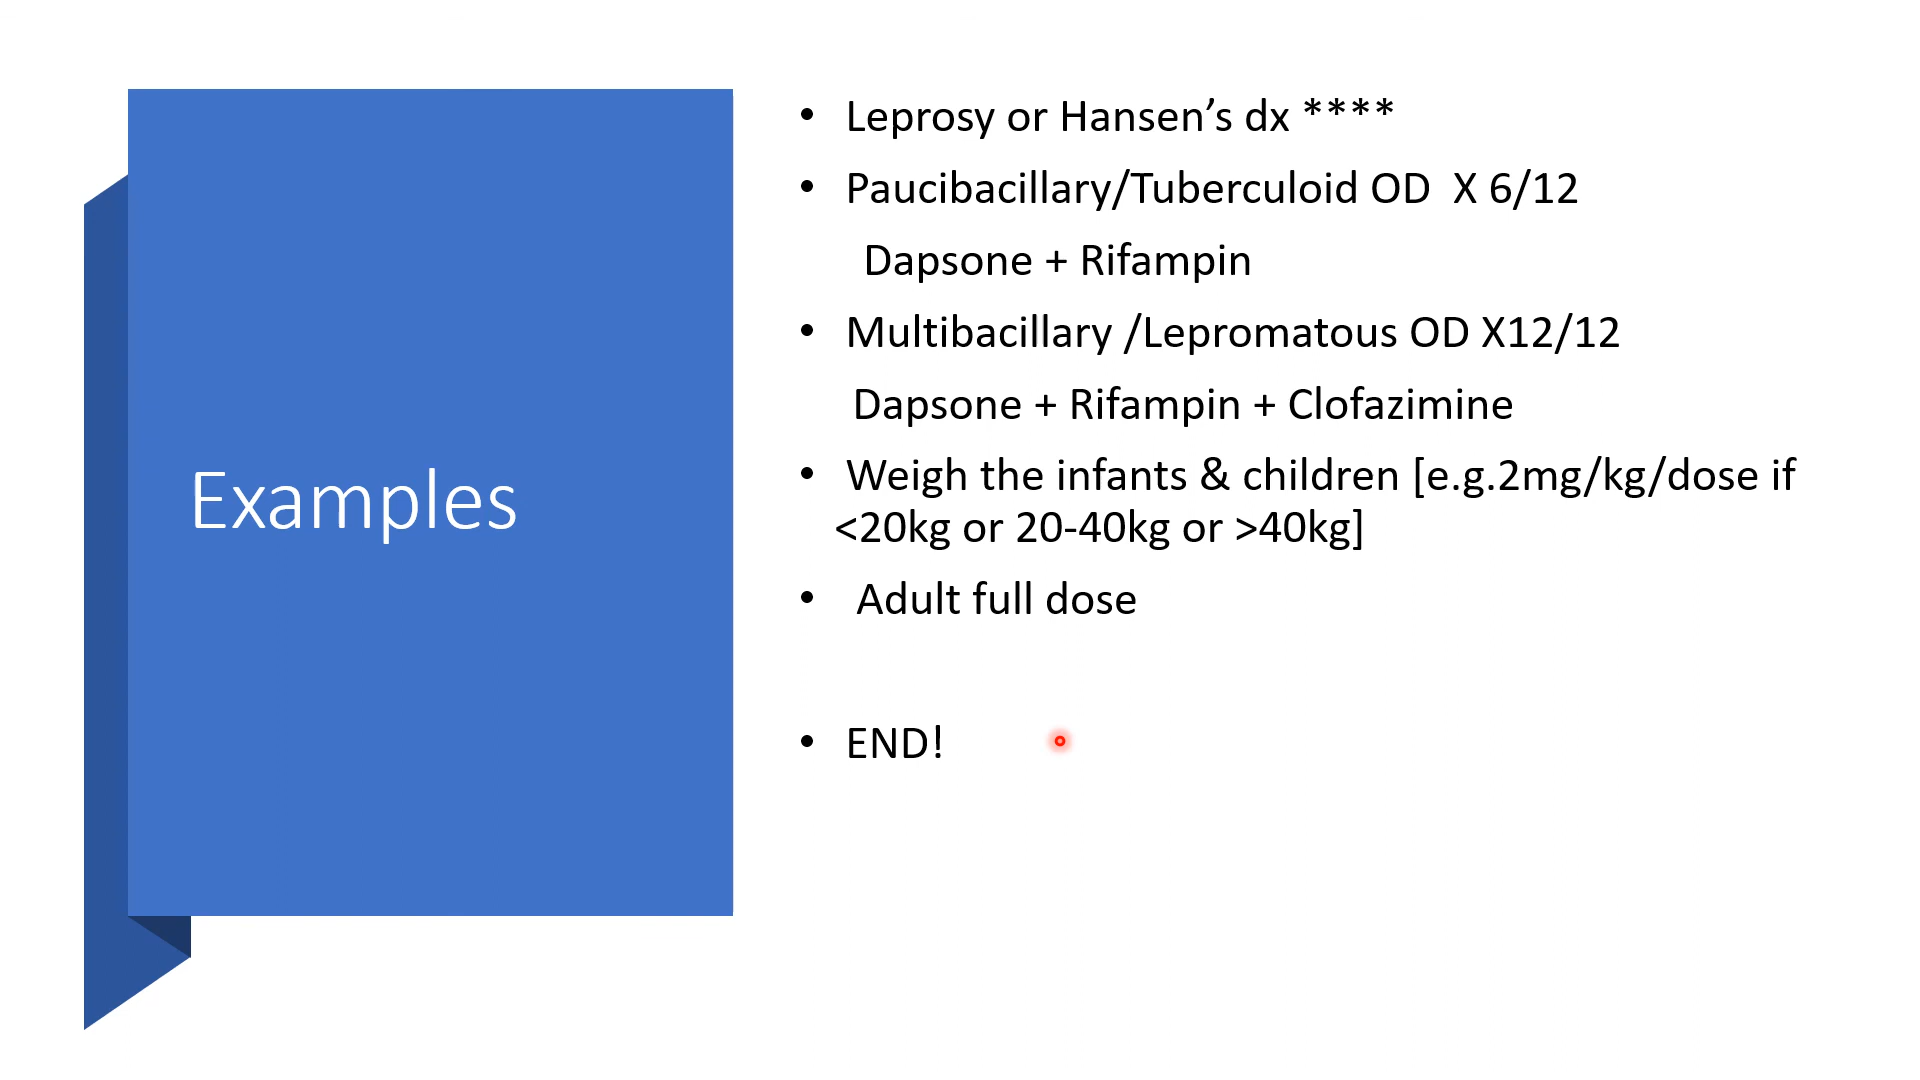 Examples
• Leprosy or Hansen’s dx ****
• Paucibacillary/Tuberculoid OD  X 6/12
Dapsone + Rifampin
• Multibacillary /Lepromatous OD X12/12
Dapsone + Rifampin + Clofazimine
• Weigh the infants & children [e.g.2mg/kg/dose if
<20kg or 20-40kg or >40kg]
• Adult full dose
• END!